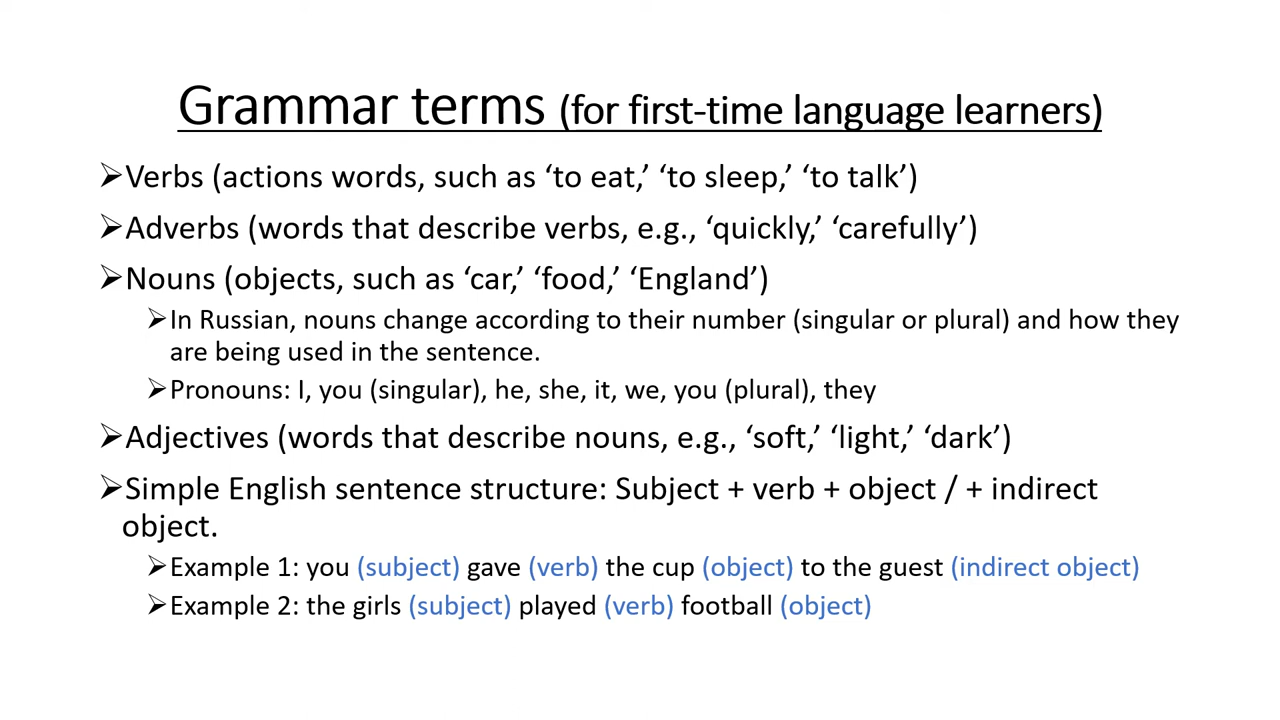 Grammar terms (for first-time language learners)
➢Verbs (actions words, such as ‘to eat,’ ‘to sleep,’ ‘to talk’)
➢Adverbs (words that describe verbs, e.g., ‘quickly,’ ‘carefully’)
➢Nouns (objects, such as ‘car,’ ‘food,’ ‘England’)
➢In Russian, nouns change according to their number (singular or plural) and how they
are being used in the sentence.
➢Pronouns: I, you (singular), he, she, it, we, you (plural), they
➢Adjectives (words that describe nouns, e.g., ‘soft,’ ‘light,’ ‘dark’)
➢Simple English sentence structure: Subject + verb + object / + indirect
object.
➢Example 1: you (subject) gave (verb) the cup (object) to the guest (indirect object)
➢Example 2: the girls (subject) played (verb) football (object)